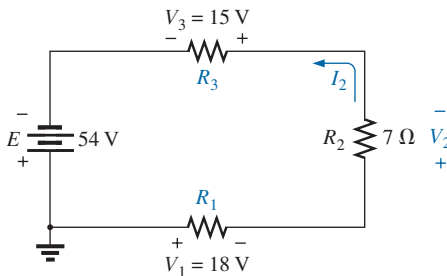 V3 = 15 V
− +
R3
I2
−
E 54 V
+
R2 7 Ω
−
V2
+
R1
+ −
V1 = 18 V